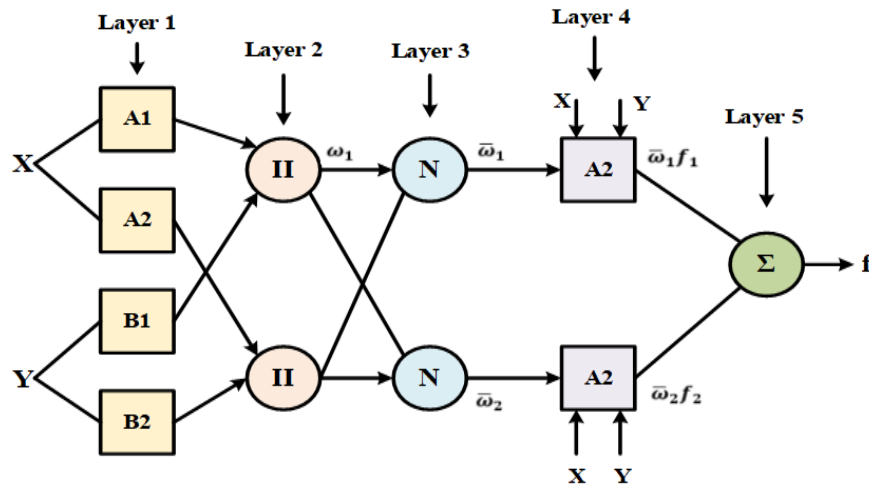 Layer 1
Layer 2
Layer 3
Layer 4
Layer 5
X
Y
A1
A2
B1
B2
II
II
ω₁
N
N
ω̄₁
ω̄₂
X Y
A2
A2
X Y
ω̄₁f₁
ω̄₂f₂
Σ
f